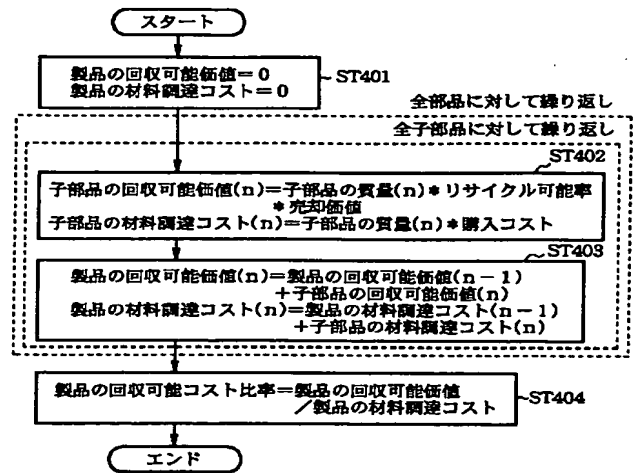 スタート
製品の回収可能価値=0
製品の材料調達コスト=0
ST401
全部品に対して繰り返し
全子部品に対して繰り返し
ST402
子部品の回収可能価値(n)=子部品の質量(n)*リサイクル可能率
*売却価値
子部品の材料調達コスト(n)=子部品の質量(n)*購入コスト
ST403
製品の回収可能価値(n)=製品の回収可能価値(n-1)
+子部品の回収可能価値(n)
製品の材料調達コスト(n)=製品の材料調達コスト(n-1)
+子部品の材料調達コスト(n)
製品の回収可能コスト比率=製品の回収可能価値
/製品の材料調達コスト
ST404
エンド